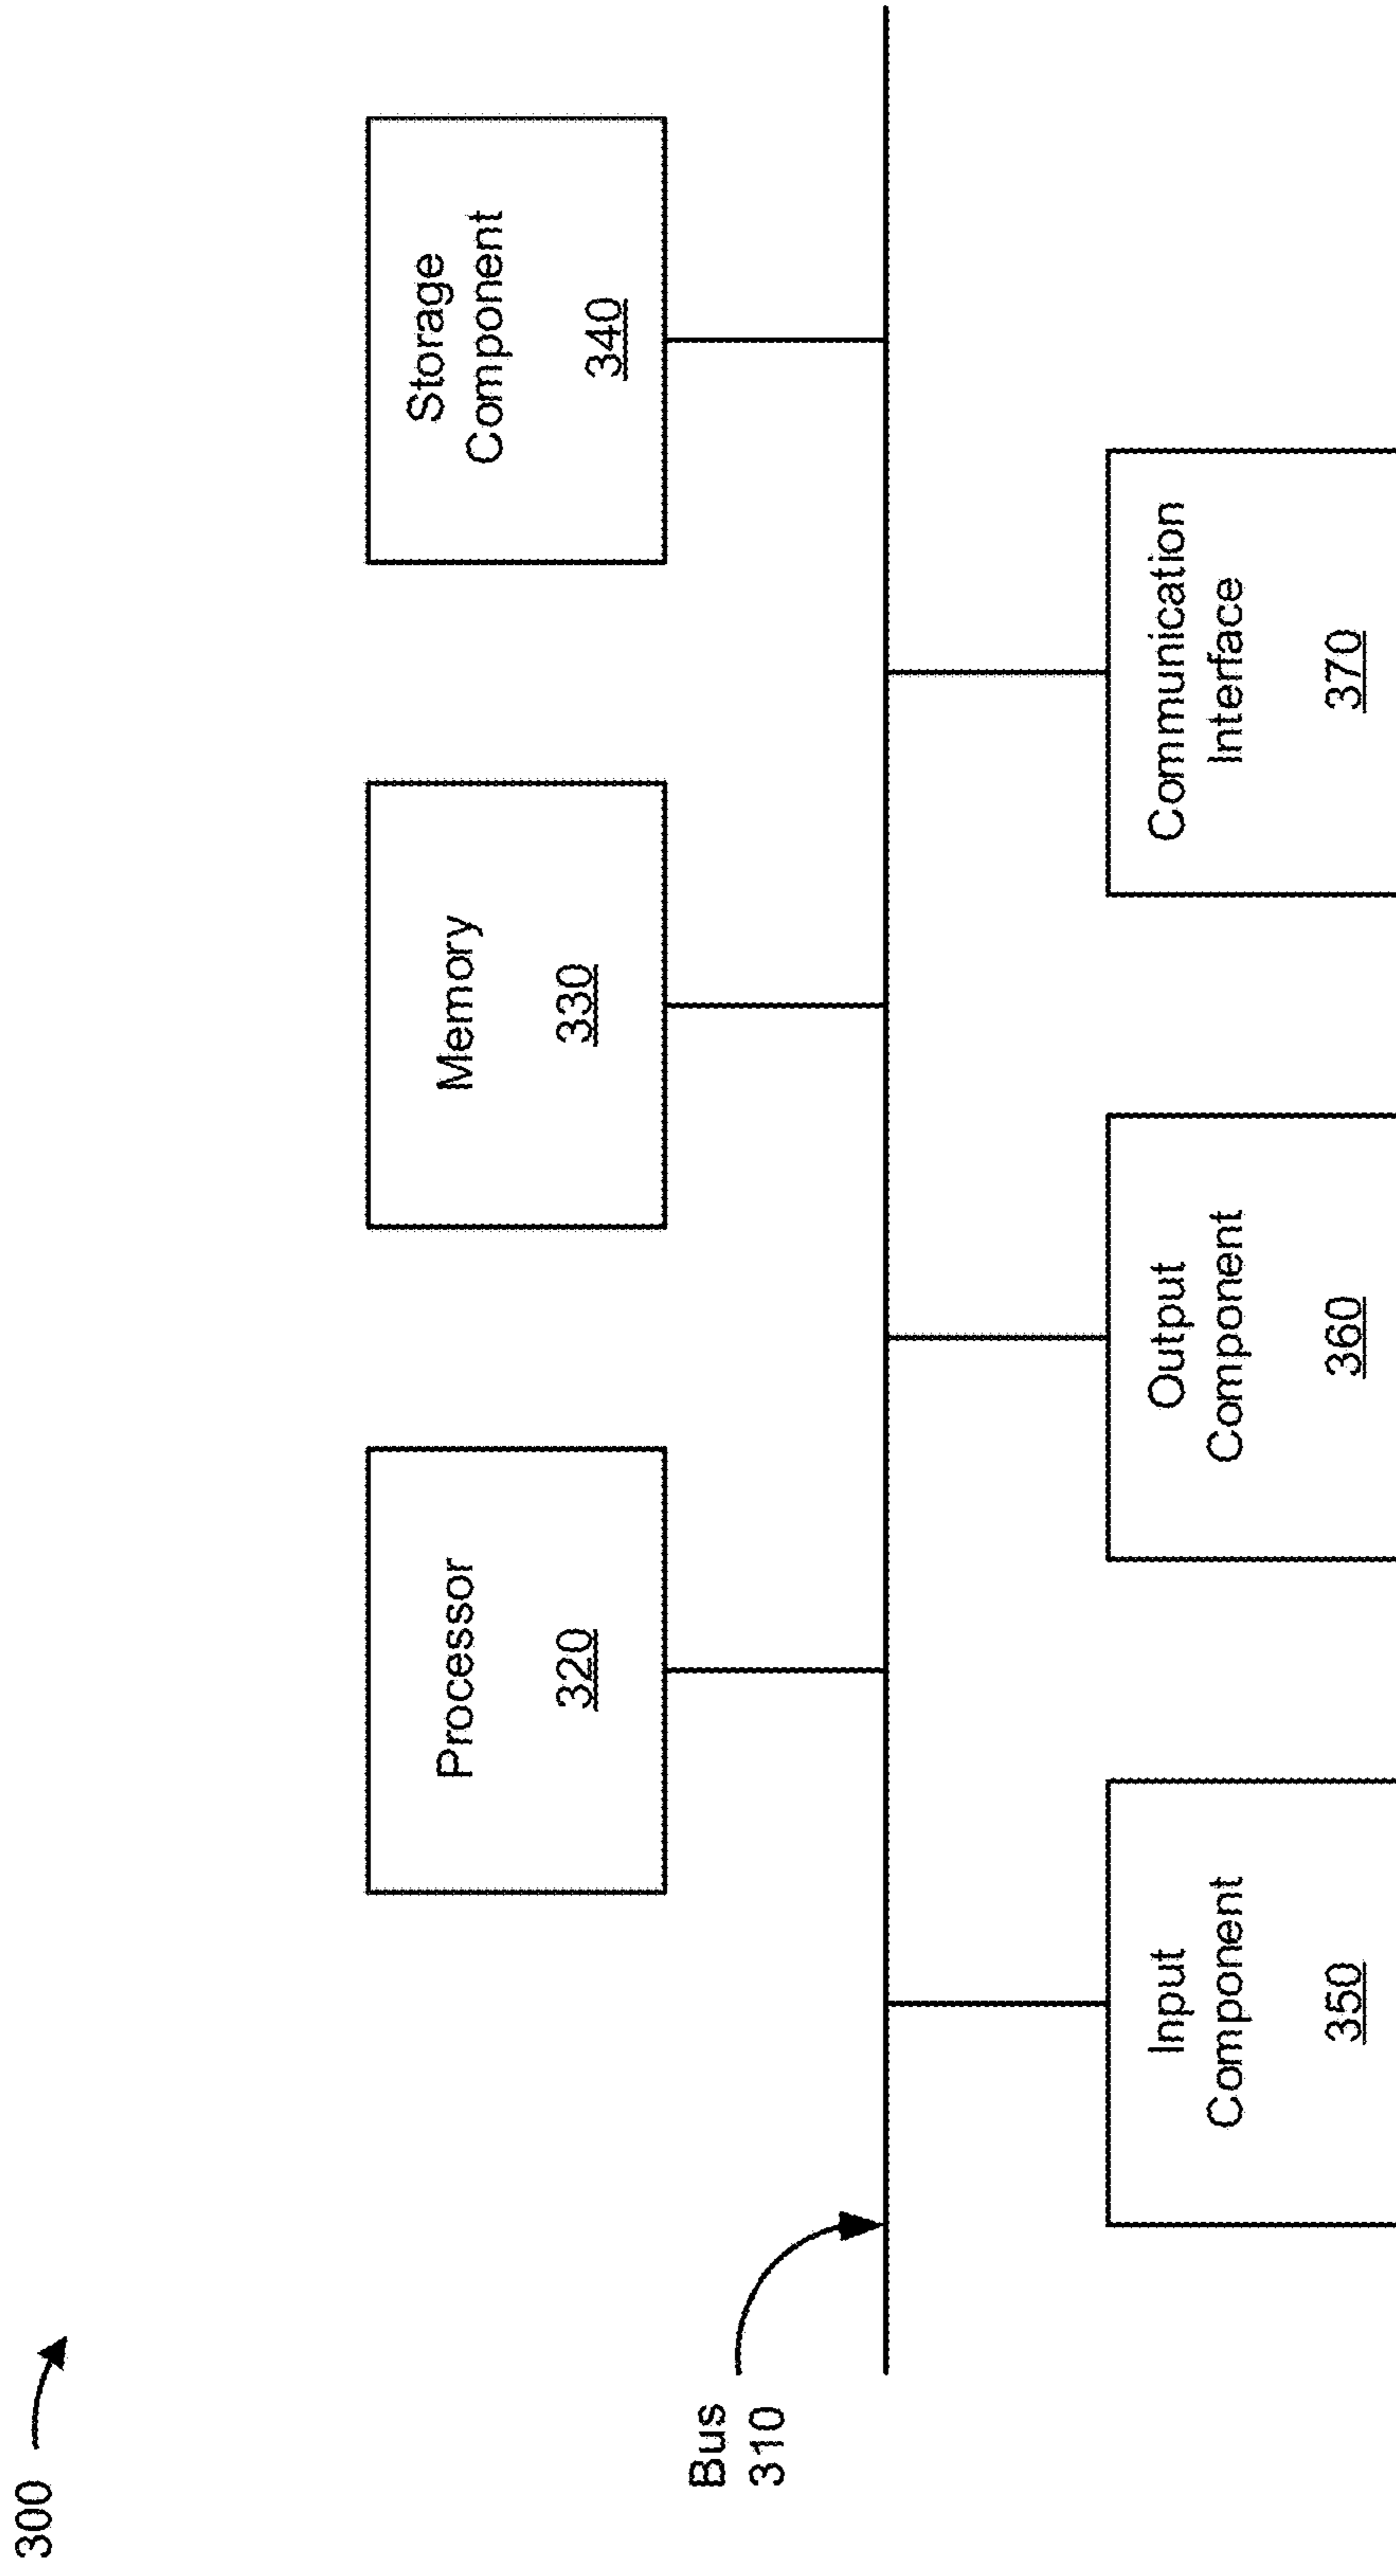 300
Bus
310
Processor
320
Memory
330
Storage
Component
340
Input
Component
350
Output
Component
360
Communication
Interface
370